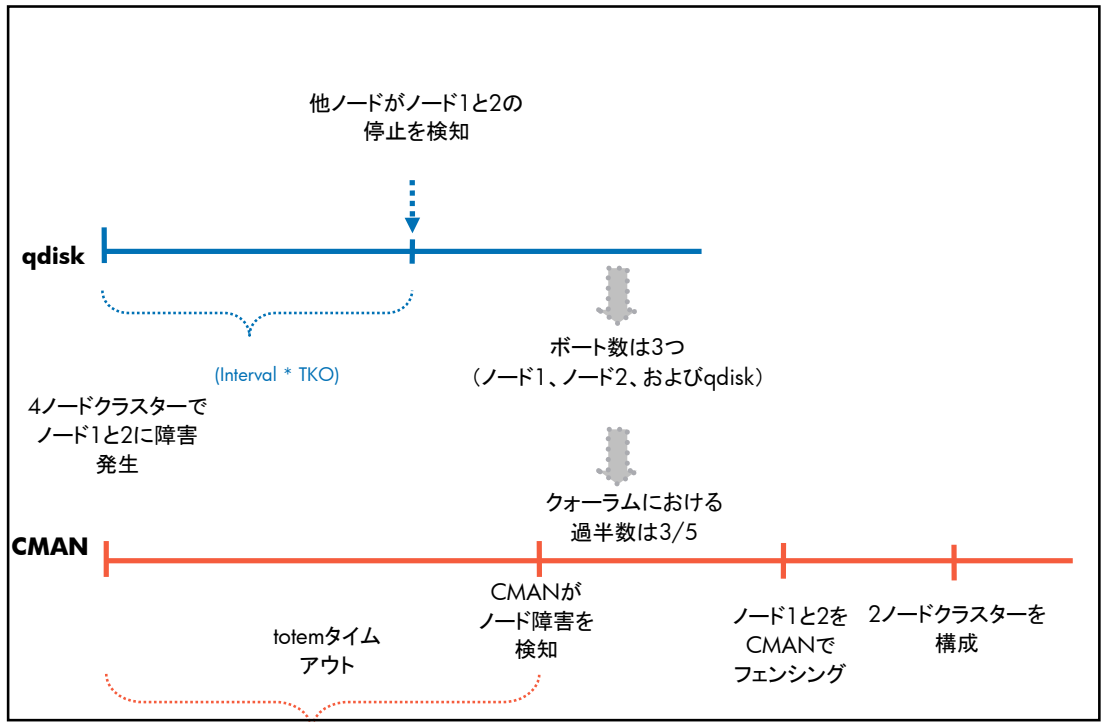 他ノードがノード1と2の
停止を検知
qdisk
(Interval * TKO)
ボート数は3つ
(ノード1、ノード2、およびqdisk)
4ノードクラスターで
ノード1と2に障害
発生
クォーラムにおける
過半数は3/5
CMAN
CMANが
ノード障害を
検知
totemタイム
アウト
ノード1と2を
CMANで
フェンシング
2ノードクラスターを
構成